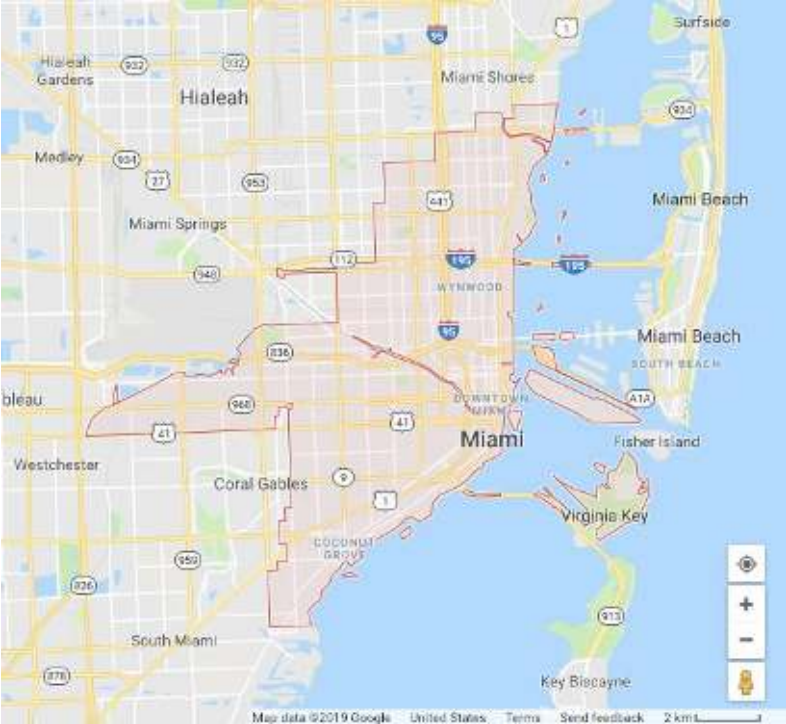 Surfside
1
95
Hialeah
Gardens
932
932
Miami Shores
Hialeah
934
Medley
934
27
953
441
Miami Beach
Miami Springs
112
195
195
948
WYNWOOD
95
Miami Beach
836
SOUTH BEACH
bleau
968
DOWNTOWN
MIAMI
A1A
41
41
Miami
Fisher Island
Westchester
Coral Gables
9
1
Virginia Key
COCONUT
GROVE
959
826
913
South Miami
878
Key Biscayne
Map data ©2019 Google United States Terms Send feedback 2 km